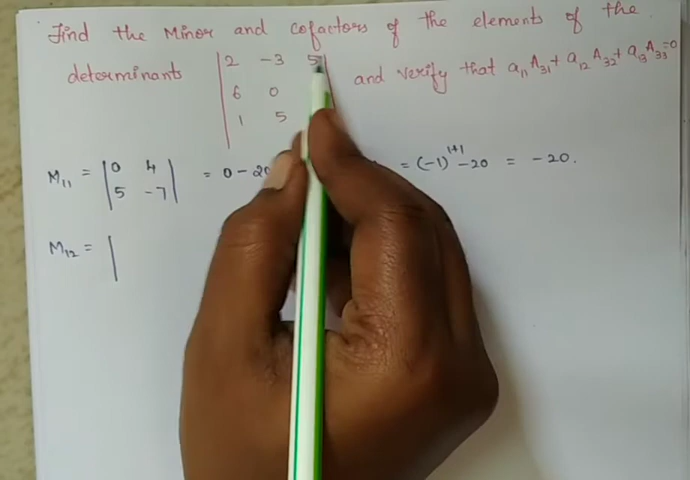 Find the Minor and cofactors of the elements of the
determinants | 2 -3 5 | and verify that a₁₁A₃₁+a₁₂A₃₂+a₁₃A₃₃=0
6 0
1 5
M₁₁ = | 0 4 | = 0-20 = (-1)¹⁺¹ -20 = -20.
| 5 -7 |
M₁₂ = |